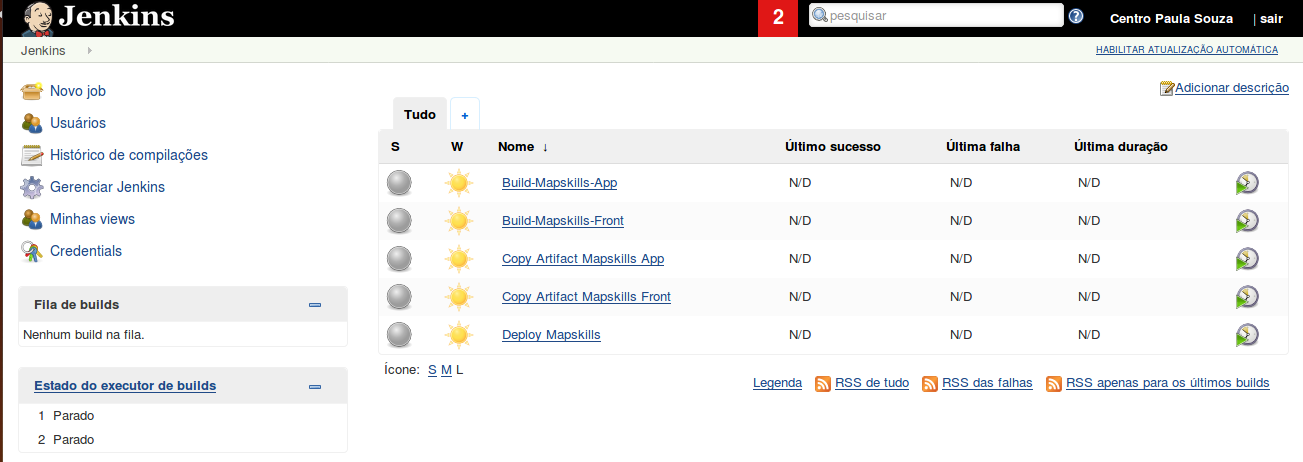 Jenkins
2
pesquisar
Centro Paula Souza
| sair
Jenkins
HABILITAR ATUALIZAÇÃO AUTOMÁTICA
Novo job
Usuários
Histórico de compilações
Gerenciar Jenkins
Minhas views
Credentials
Fila de builds
Nenhum build na fila.
Estado do executor de builds
1 Parado
2 Parado
Adicionar descrição
Tudo +
S W Nome ↓ Último sucesso Última falha Última duração
Build-Mapskills-App N/D N/D N/D
Build-Mapskills-Front N/D N/D N/D
Copy Artifact Mapskills App N/D N/D N/D
Copy Artifact Mapskills Front N/D N/D N/D
Deploy Mapskills N/D N/D N/D
Ícone: S M L
Legenda RSS de tudo RSS das falhas RSS apenas para os últimos builds